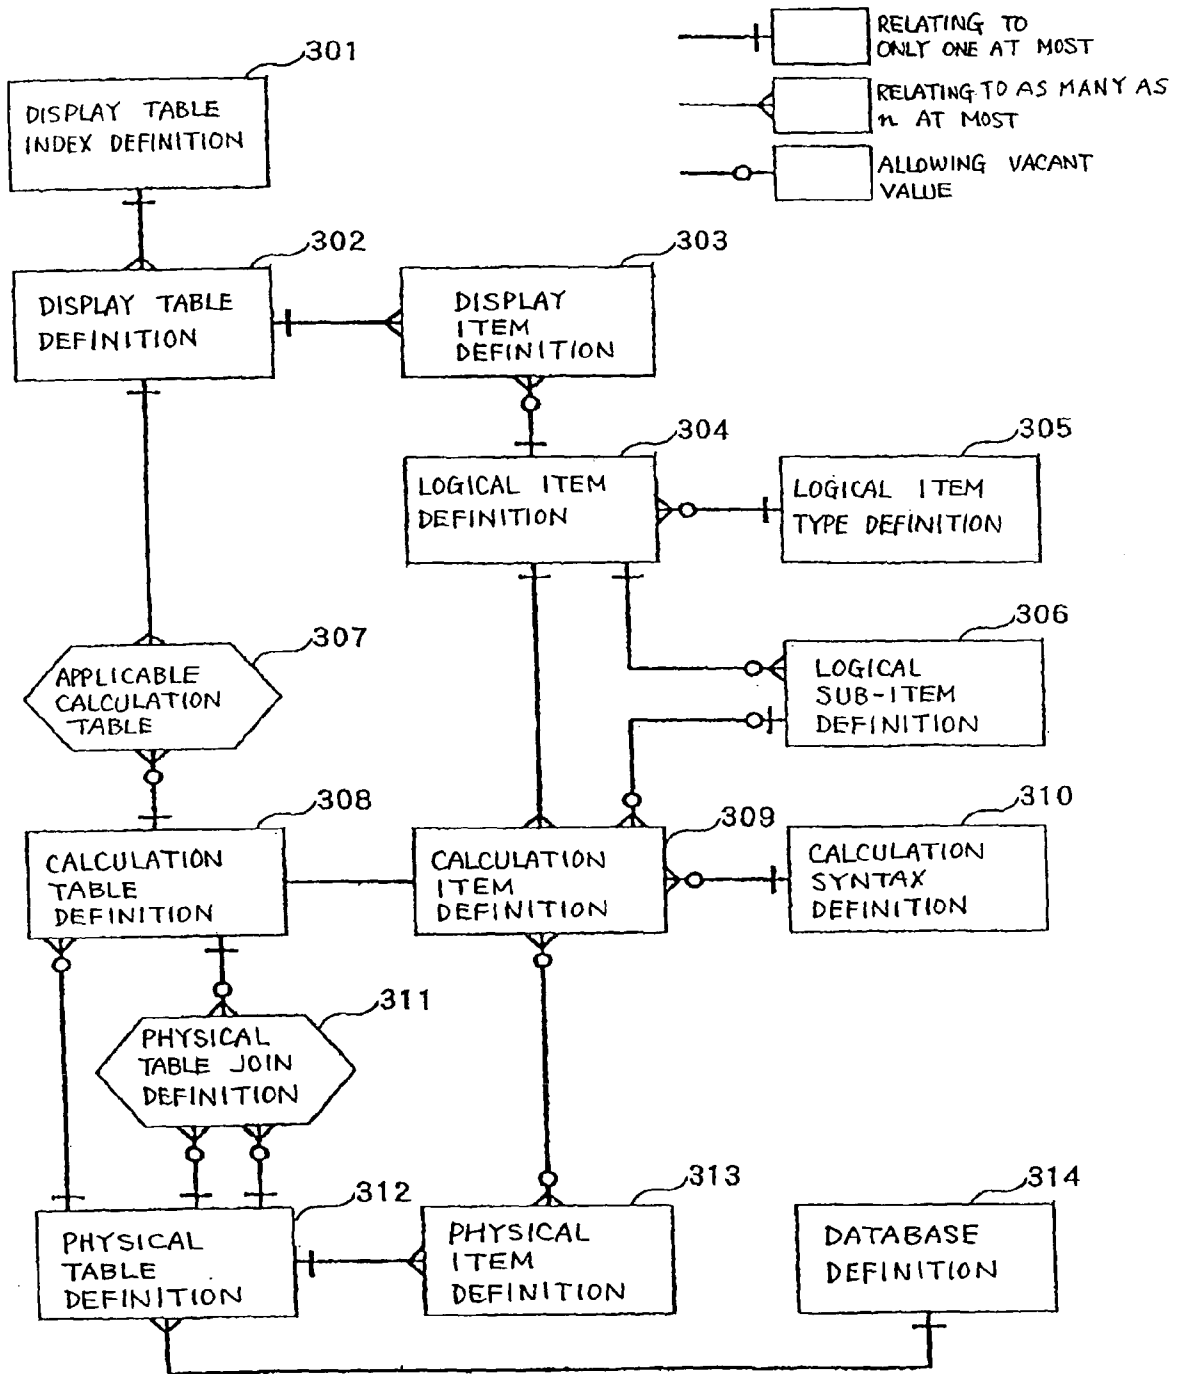 RELATING TO
ONLY ONE AT MOST
RELATING TO AS MANY AS
n AT MOST
ALLOWING VACANT
VALUE
301
DISPLAY TABLE
INDEX DEFINITION
302
DISPLAY TABLE
DEFINITION
303
DISPLAY
ITEM
DEFINITION
304
LOGICAL ITEM
DEFINITION
305
LOGICAL ITEM
TYPE DEFINITION
306
LOGICAL
SUB-ITEM
DEFINITION
307
APPLICABLE
CALCULATION
TABLE
308
CALCULATION
TABLE
DEFINITION
309
CALCULATION
ITEM
DEFINITION
310
CALCULATION
SYNTAX
DEFINITION
311
PHYSICAL
TABLE JOIN
DEFINITION
312
PHYSICAL
TABLE
DEFINITION
313
PHYSICAL
ITEM
DEFINITION
314
DATABASE
DEFINITION